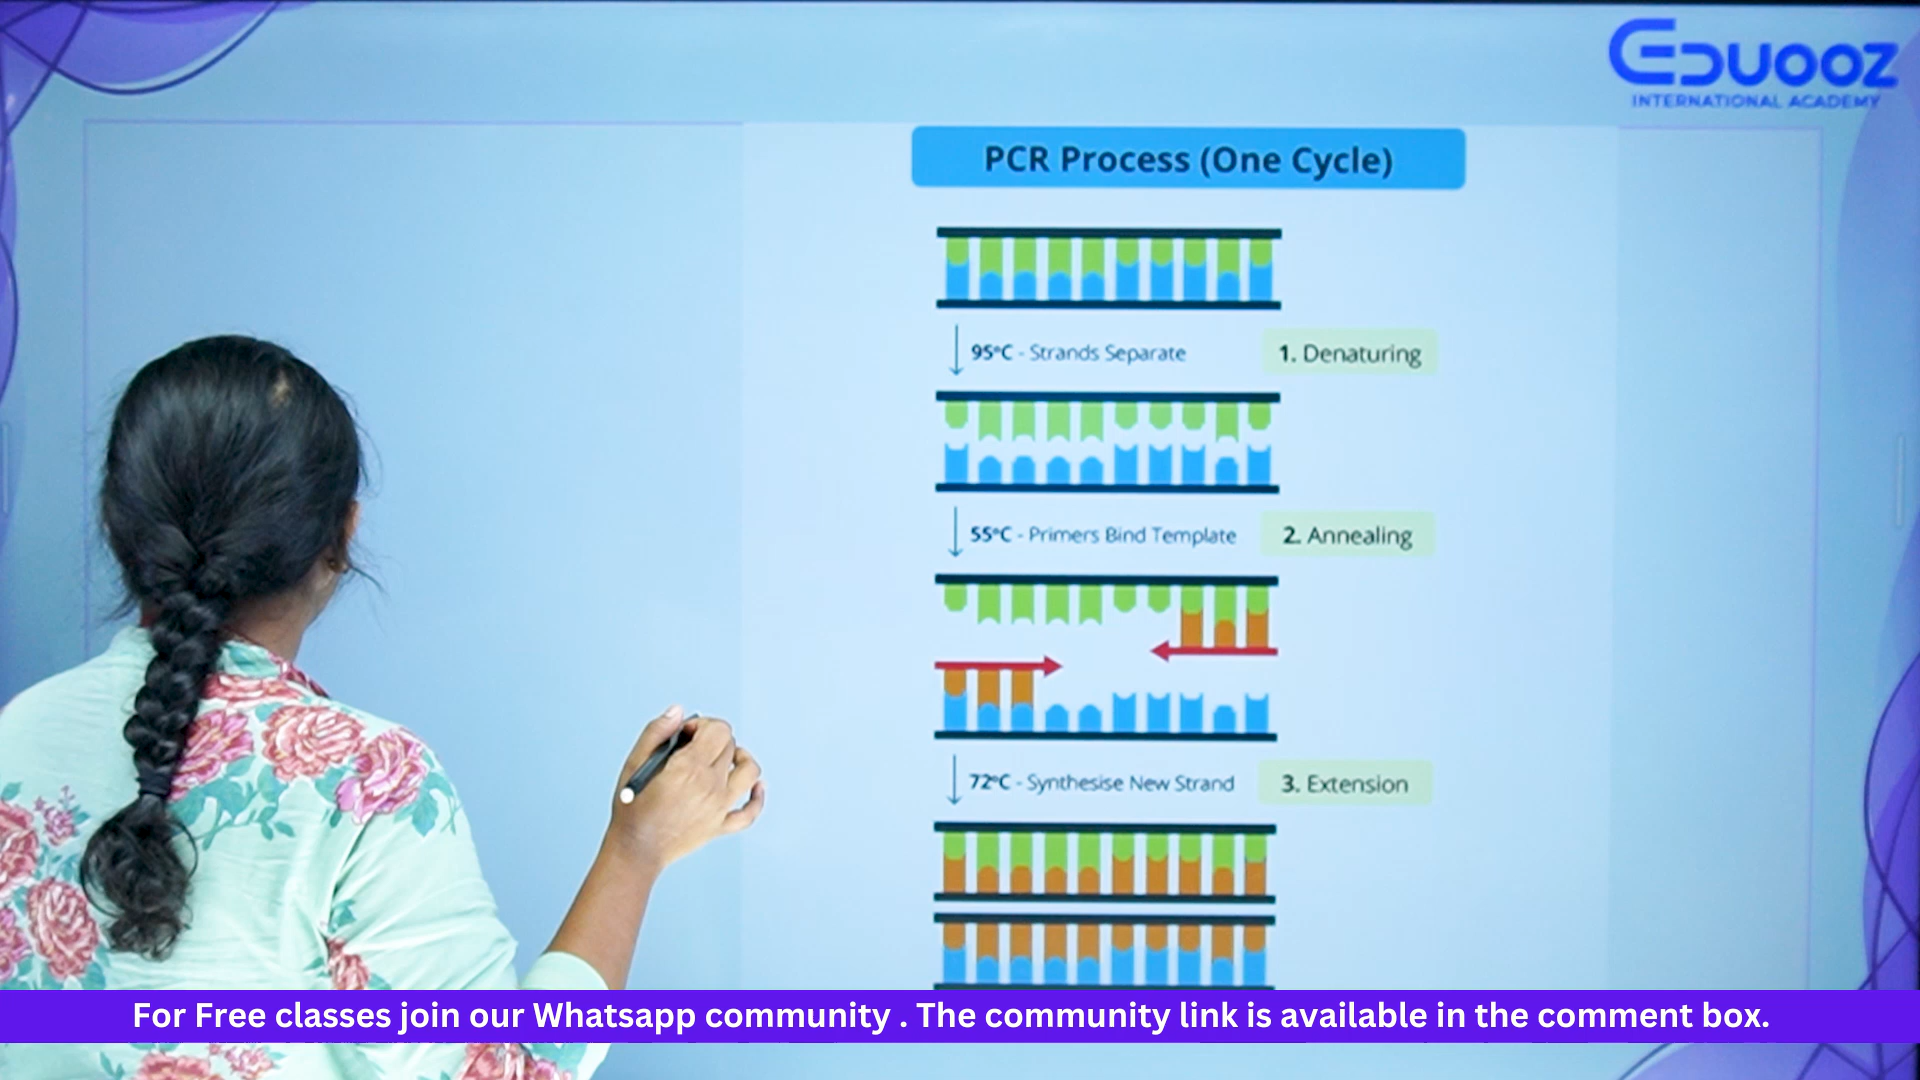 EDUOOZ
INTERNATIONAL ACADEMY
PCR Process (One Cycle)
95°C - Strands Separate
1. Denaturing
55°C - Primers Bind Template
2. Annealing
72°C - Synthesise New Strand
3. Extension
For Free classes join our Whatsapp community . The community link is available in the comment box.